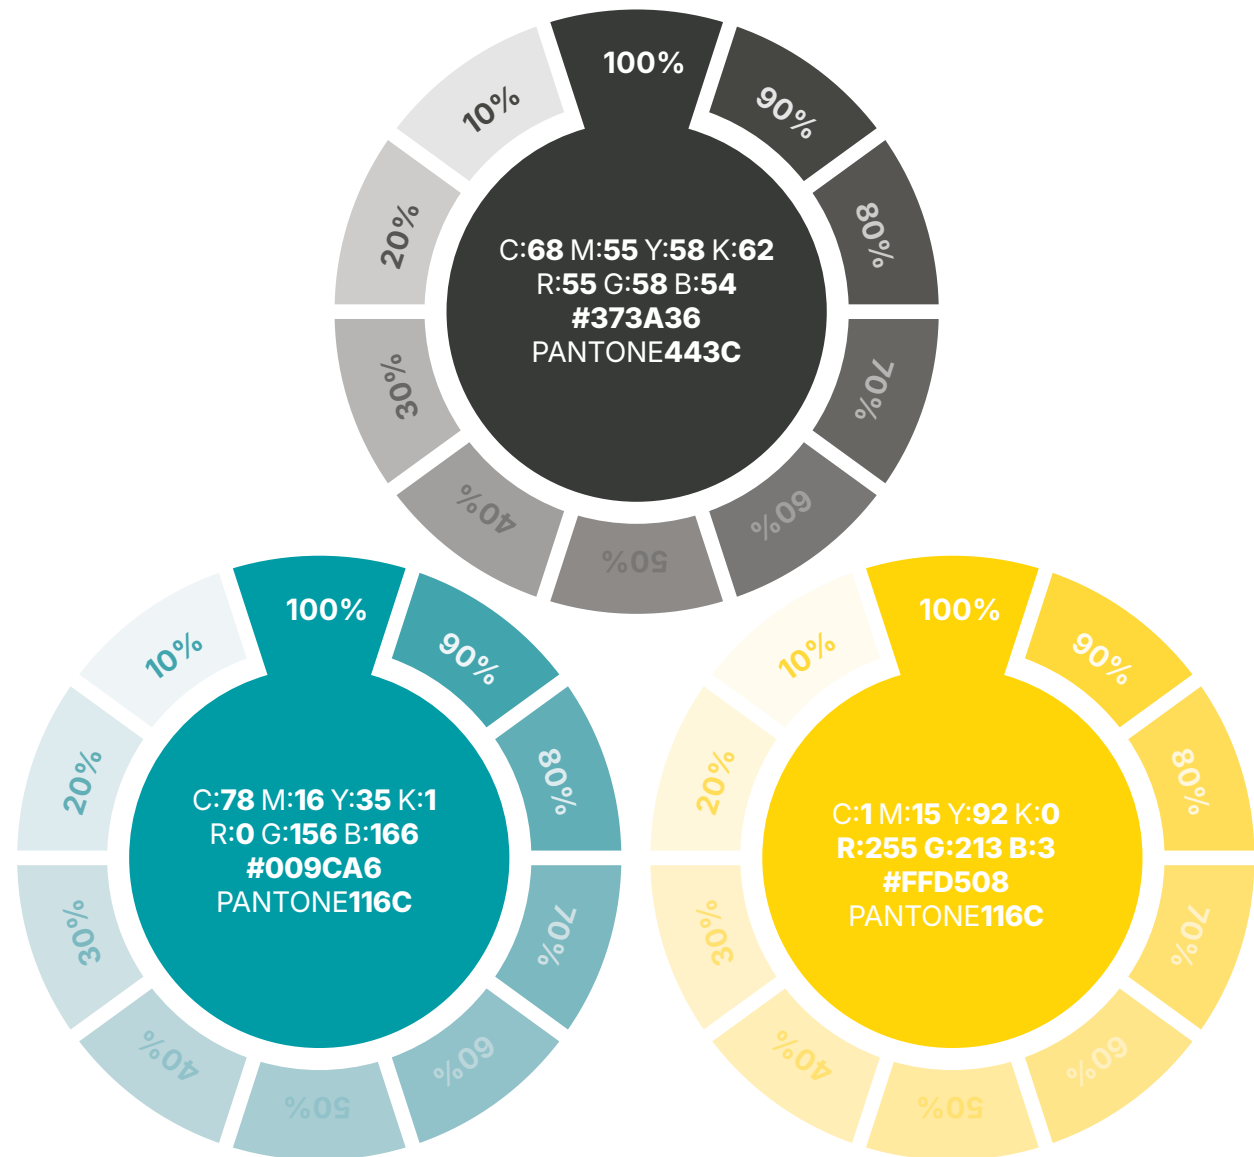 100%
90%
80%
70%
60%
50%
40%
30%
20%
10%
C:68 M:55 Y:58 K:62
R:55 G:58 B:54
#373A36
PANTONE443C
100%
90%
80%
70%
60%
50%
40%
30%
20%
10%
C:78 M:16 Y:35 K:1
R:0 G:156 B:166
#009CA6
PANTONE116C
100%
90%
80%
70%
60%
50%
40%
30%
20%
10%
C:1 M:15 Y:92 K:0
R:255 G:213 B:3
#FFD508
PANTONE116C